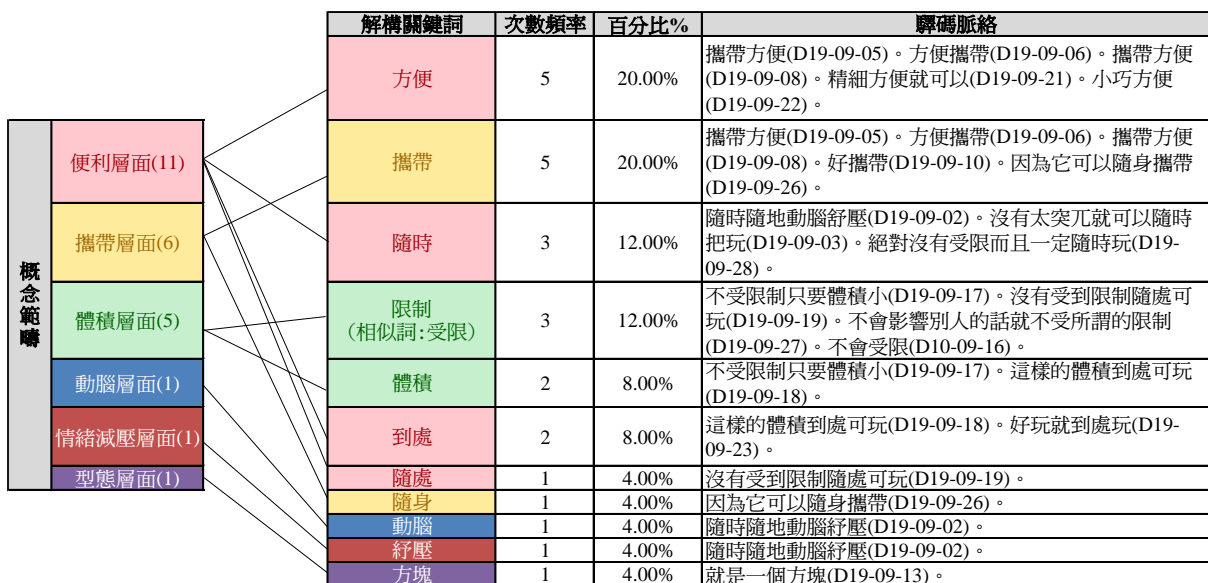 解構關鍵詞 次數頻率 百分比% 驛碼脈絡
方便 5 20.00%
攜帶方便(D19-09-05)。方便攜帶(D19-09-06)。攜帶方便
(D19-09-08)。精細方便就可以(D19-09-21)。小巧方便
(D19-09-22)。
攜帶 5 20.00%
攜帶方便(D19-09-05)。方便攜帶(D19-09-06)。攜帶方便
(D19-09-08)。好攜帶(D19-09-10)。因為它可以隨身攜帶
(D19-09-26)。
隨時 3 12.00%
隨時隨地動腦舒壓(D19-09-02)。沒有太突兀就可以隨時
把玩(D19-09-03)。絕對沒有受限而且一定隨時玩(D19-
09-28)。
限制
(相似詞:受限)
3 12.00%
不受限制只要體積小(D19-09-17)。沒有受到限制隨處可
玩(D19-09-19)。不會影響別人的話就不受所謂的限制
(D19-09-27)。不會受限(D10-09-16)。
體積 2 8.00%
不受限制只要體積小(D19-09-17)。這樣的體積到處可玩
(D19-09-18)。
到處 2 8.00%
這樣的體積到處可玩(D19-09-18)。好玩就到處玩(D19-
09-23)。
隨處 1 4.00% 沒有受到限制隨處可玩(D19-09-19)。
隨身 1 4.00% 因為它可以隨身攜帶(D19-09-26)。
動腦 1 4.00% 隨時隨地動腦紓壓(D19-09-02)。
紓壓 1 4.00% 隨時隨地動腦紓壓(D19-09-02)。
方塊 1 4.00% 就是一個方塊(D19-09-13)。
概念範疇
便利層面(11)
攜帶層面(6)
體積層面(5)
動腦層面(1)
情緒減壓層面(1)
型態層面(1)